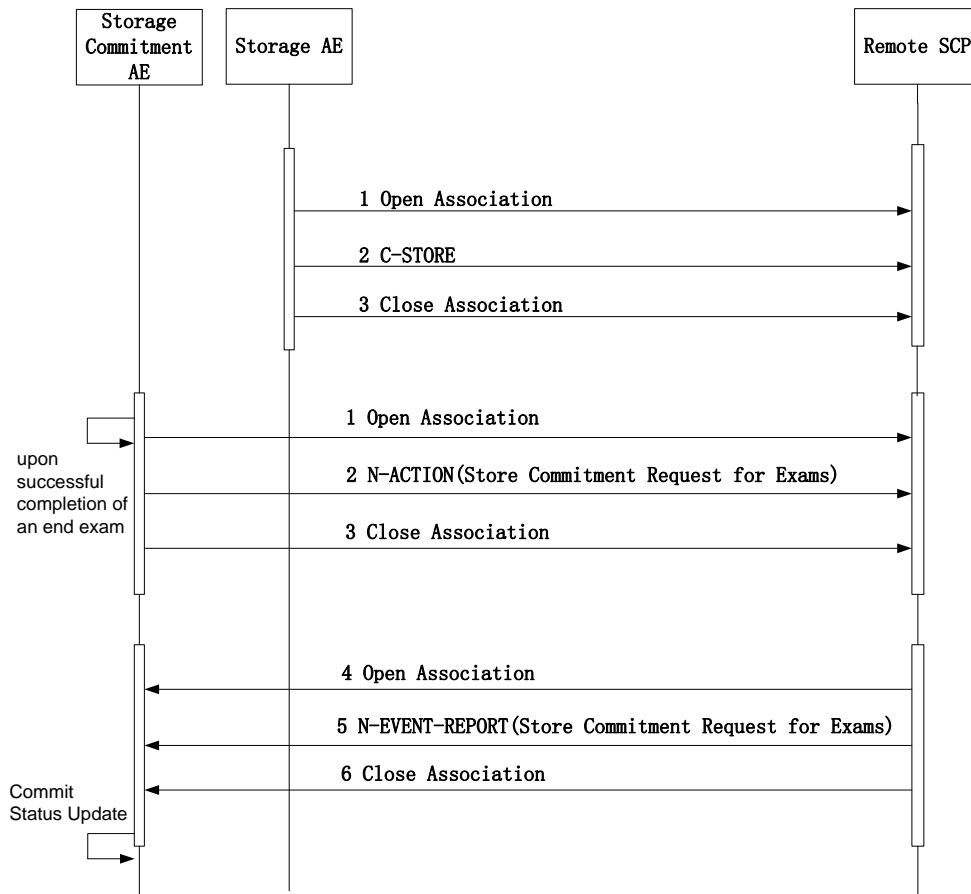 Storage
Commitment
AE
Storage AE
Remote SCP
1 Open Association
2 C-STORE
3 Close Association
1 Open Association
upon
successful
completion of
an end exam
2 N-ACTION(Store Commitment Request for Exams)
3 Close Association
4 Open Association
5 N-EVENT-REPORT(Store Commitment Request for Exams)
6 Close Association
Commit
Status Update